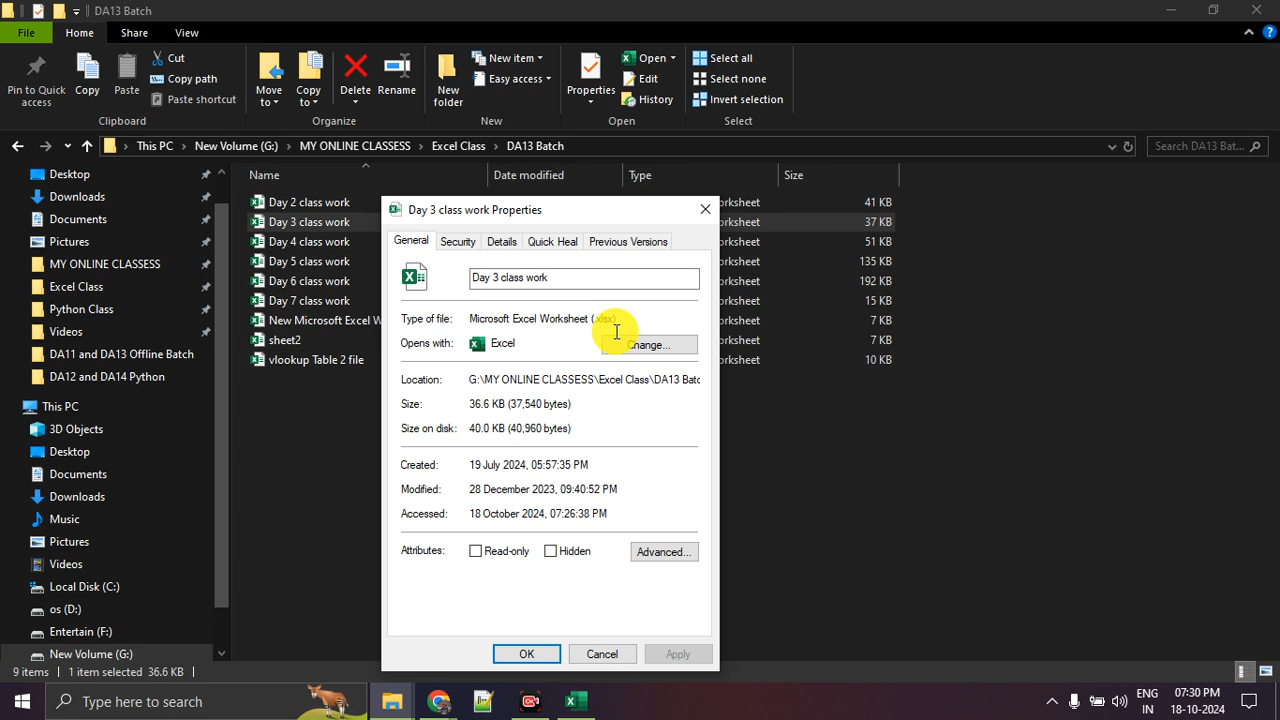 DA13 Batch
File Home Share View
Pin to Quick access
Copy
Paste
Cut
Copy path
Paste shortcut
Move to
Copy to
Delete
Rename
New folder
New item
Easy access
Properties
Open
Edit
History
Select all
Select none
Invert selection
Clipboard Organize New Open Select
This PC New Volume (G:) MY ONLINE CLASSESS Excel Class DA13 Batch Search DA13 Bat...
Name Date modified Type Size
Desktop
Downloads
Documents
Pictures
MY ONLINE CLASSESS
Excel Class
Python Class
Videos
DA11 and DA13 Offline Batch
DA12 and DA14 Python
This PC
3D Objects
Desktop
Documents
Downloads
Music
Pictures
Videos
Local Disk (C:)
os (D:)
Entertain (F:)
New Volume (G:)
Day 2 class work orksheet 41 KB
Day 3 class work orksheet 37 KB
Day 4 class work orksheet 51 KB
Day 5 class work orksheet 135 KB
Day 6 class work orksheet 192 KB
Day 7 class work orksheet 15 KB
New Microsoft Excel W orksheet 7 KB
sheet2 orksheet 7 KB
vlookup Table 2 file orksheet 10 KB
Day 3 class work Properties
General Security Details Quick Heal Previous Versions
Day 3 class work
Type of file: Microsoft Excel Worksheet (.xlsx)
Opens with: Excel Change...
Location: G:\MY ONLINE CLASSESS\Excel Class\DA13 Batc
Size: 36.6 KB (37,540 bytes)
Size on disk: 40.0 KB (40,960 bytes)
Created: 19 July 2024, 05:57:35 PM
Modified: 28 December 2023, 09:40:52 PM
Accessed: 18 October 2024, 07:26:38 PM
Attributes: Read-only Hidden Advanced...
OK Cancel Apply
9 items 1 item selected 36.6 KB
Type here to search
ENG
IN
07:30 PM
18-10-2024